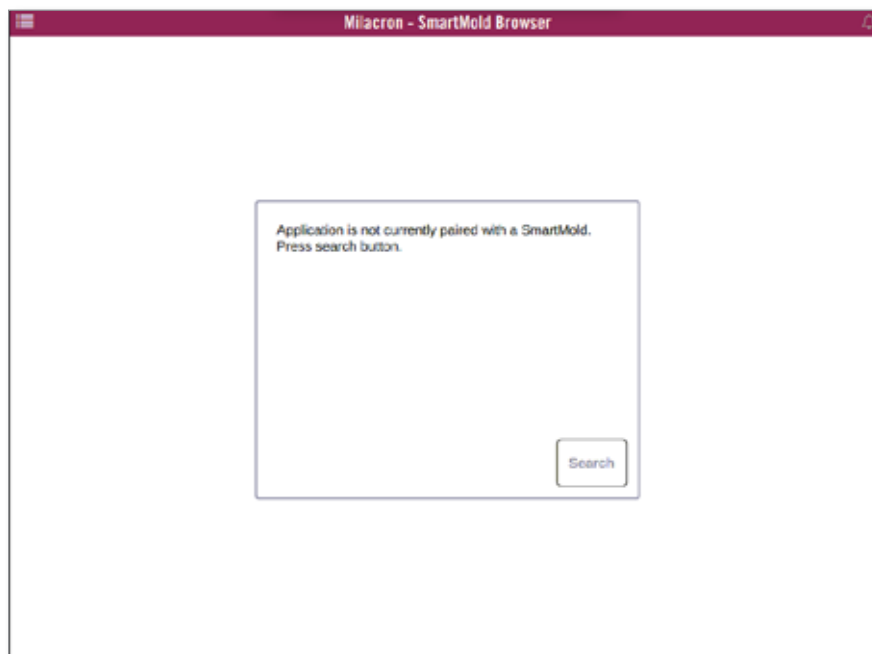 Milacron - SmartMold Browser
Application is not currently paired with a SmartMold.
Press search button.
Search